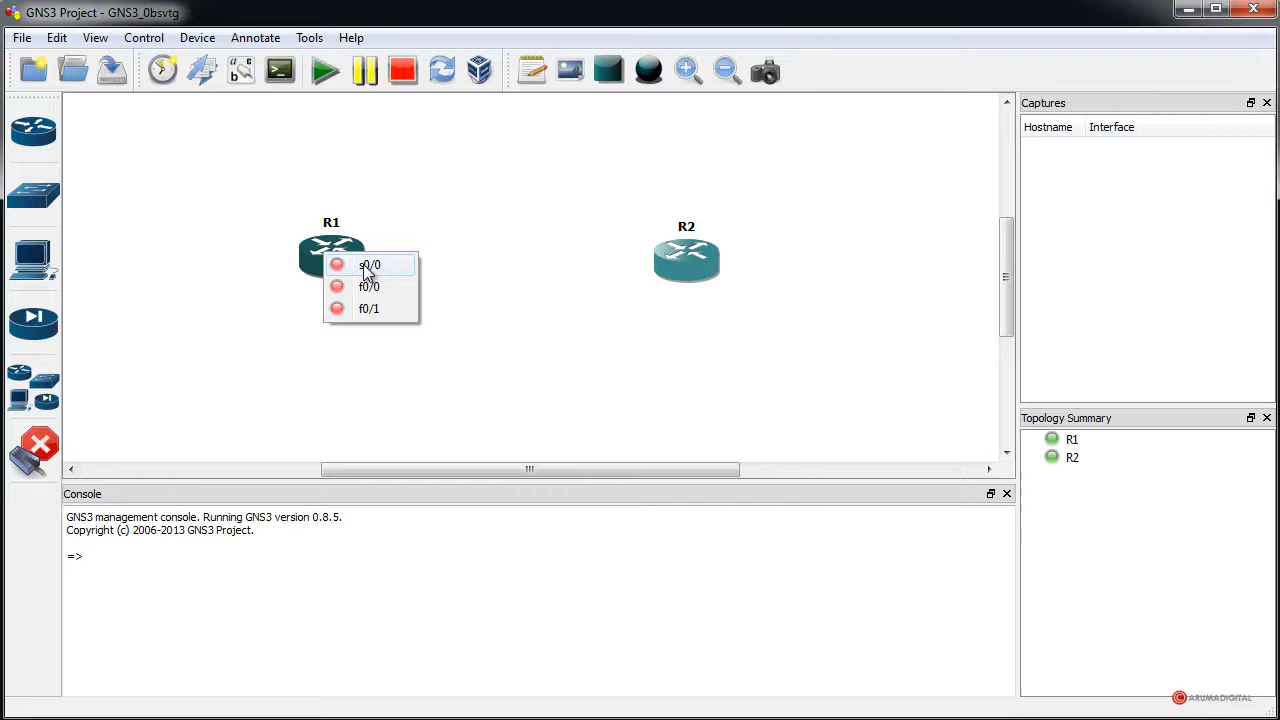 GNS3 Project - GNS3_0bsvtg
File Edit View Control Device Annotate Tools Help
a c
b
Captures
Hostname Interface
R1
R2
s0/0
f0/0
f0/1
Topology Summary
R1
R2
Console
GNS3 management console. Running GNS3 version 0.8.5.
Copyright (c) 2006-2013 GNS3 Project.
=>
ARUMADIGITAL